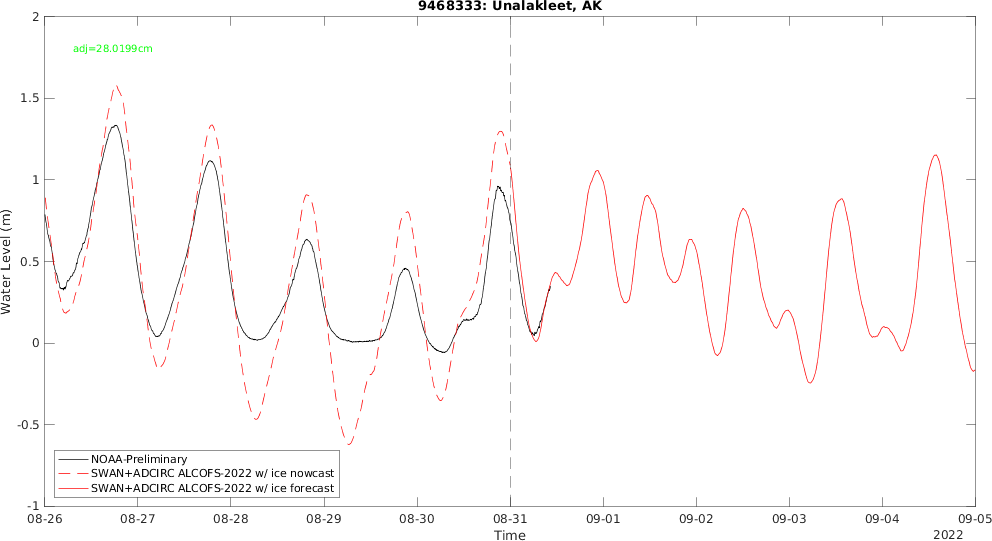 9468333: Unalakleet, AK
adj=28.0199cm
Water Level (m)
2
1.5
1
0.5
0
-0.5
-1
NOAA-Preliminary
SWAN+ADCIRC ALCOFS-2022 w/ ice nowcast
SWAN+ADCIRC ALCOFS-2022 w/ ice forecast
08-26 08-27 08-28 08-29 08-30 08-31 09-01 09-02 09-03 09-04 09-05
Time
2022